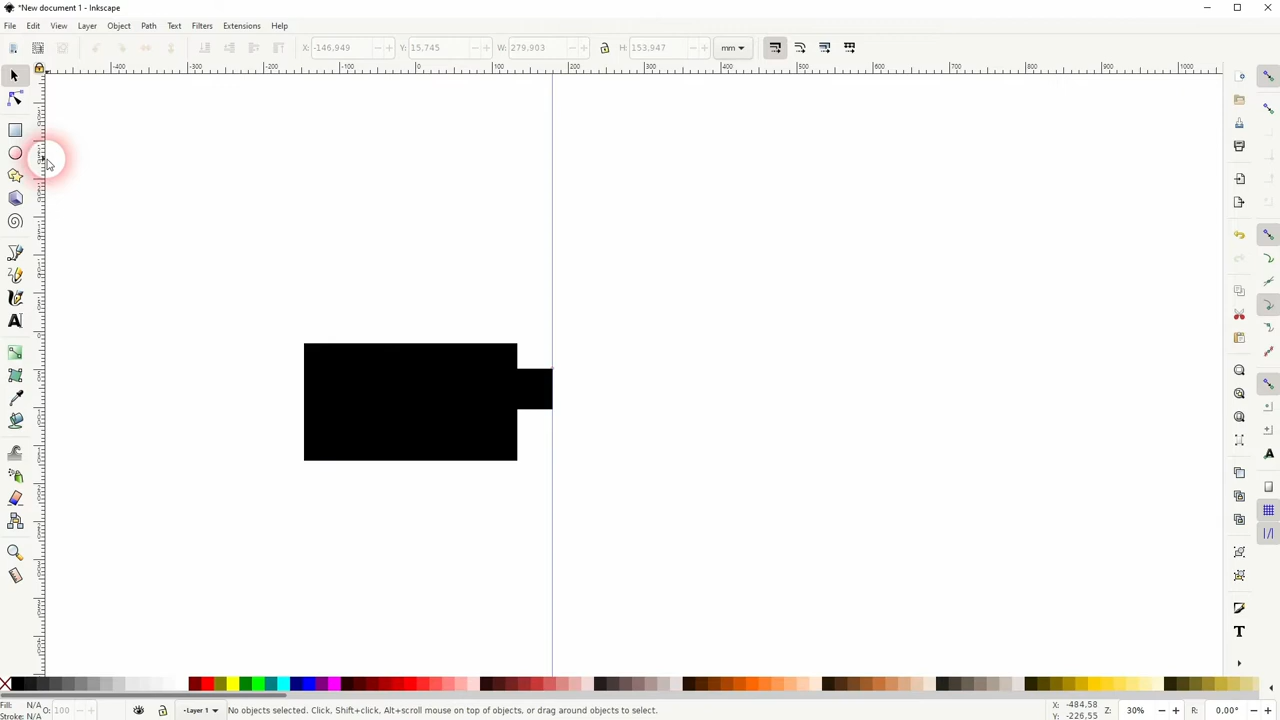 *New document 1 - Inkscape
File Edit View Layer Object Path Text Filters Extensions Help
X: -146.949 Y: 15.745 W: 279.903 H: 153.947 mm
-400 -300 -200 -100 0 100 200 300 400 500 600 700 800 900 1000
Fill: N/A
Stroke: N/A
O: 100
-Layer 1
No objects selected. Click, Shift+click, Alt+scroll mouse on top of objects, or drag around objects to select.
X: -484.58
Y: -226.55
Z: 30%
R: 0.00°